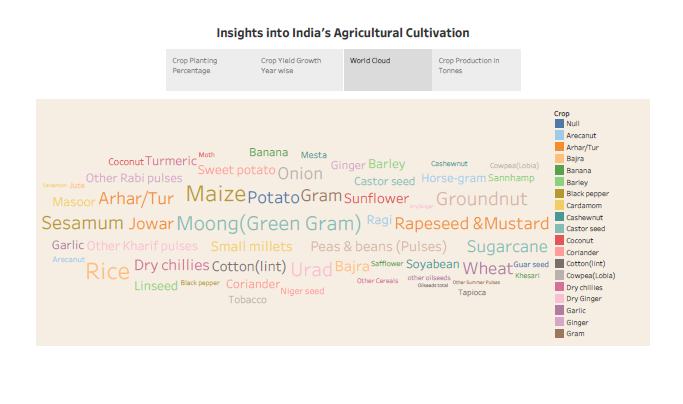 Insights into India's Agricultural Cultivation
Crop Planting
Percentage
Crop Yield Growth
Year wise
World Cloud
Crop Production in
Tonnes
Banana
Mesta
Moth
Coconut
Turmeric
Ginger
Barley
Cashewnut
Cowpea(Lobia)
Sweet potato
Onion
Other Rabi pulses
Castor seed
Horse-gram
Sannhamp
Jute
Maize
Potato
Gram
Sunflower
Groundnut
Masoor
Arhar/Tur
Sesamum
Jowar
Moong(Green Gram)
Ragi
Rapeseed &Mustard
Garlic
Other Kharif pulses
Small millets
Peas & beans (Pulses)
Sugarcane
Arecanut
Rice
Dry chillies
Cotton(lint)
Urad
Bajra
Safflower
Soyabean
Wheat
Guar seed
Khesari
Linseed
Black pepper
Coriander
Other Cereals
other oilseeds
Oilseeds total
Other Summer Pulses
Niger seed
Tapioca
Tobacco
Crop
Null
Arecanut
Arhar/Tur
Bajra
Banana
Barley
Black pepper
Cardamom
Cashewnut
Castor seed
Coconut
Coriander
Cotton(lint)
Cowpea(Lobia)
Dry chillies
Dry Ginger
Garlic
Ginger
Gram